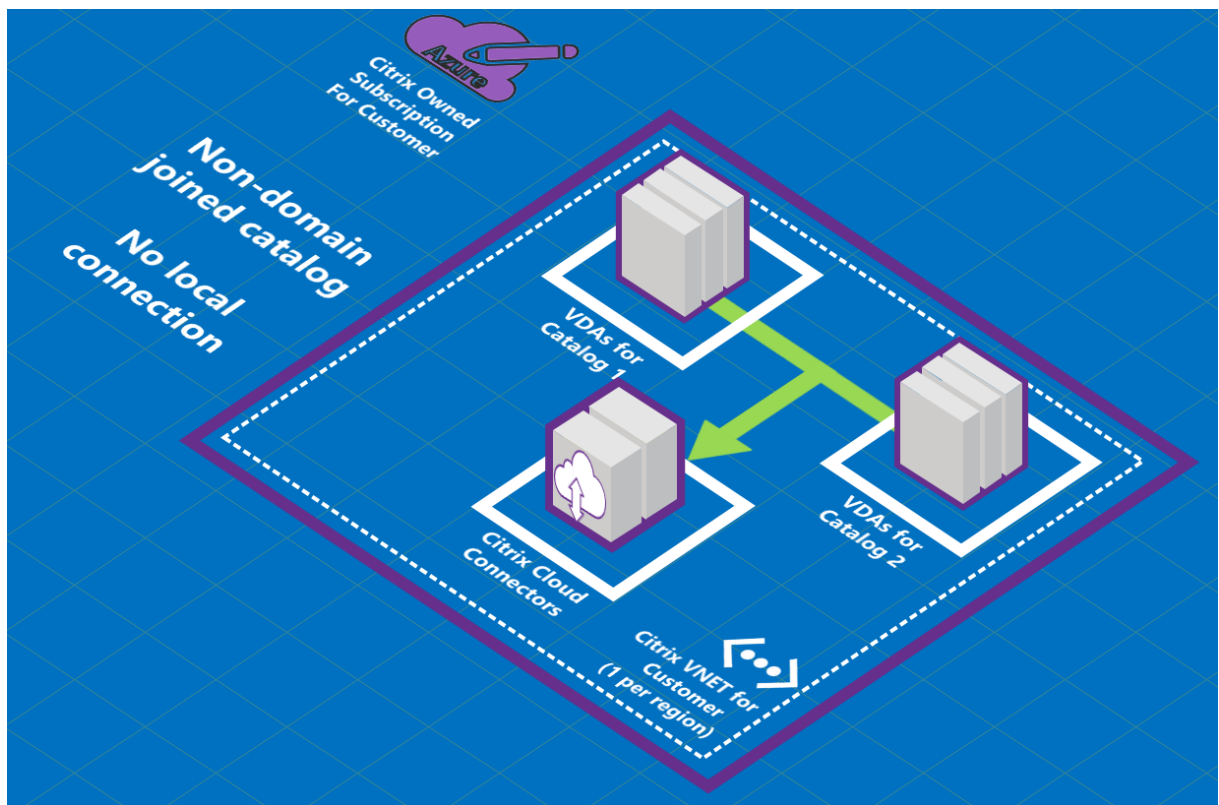 Azure
Citrix Owned
Subscription
For Customer
Non-domain
joined catalog
No local
connection
VDAs for
Catalog 1
VDAs for
Catalog 2
Citrix Cloud
Connectors
Citrix VNET for
Customer
(1 per region)